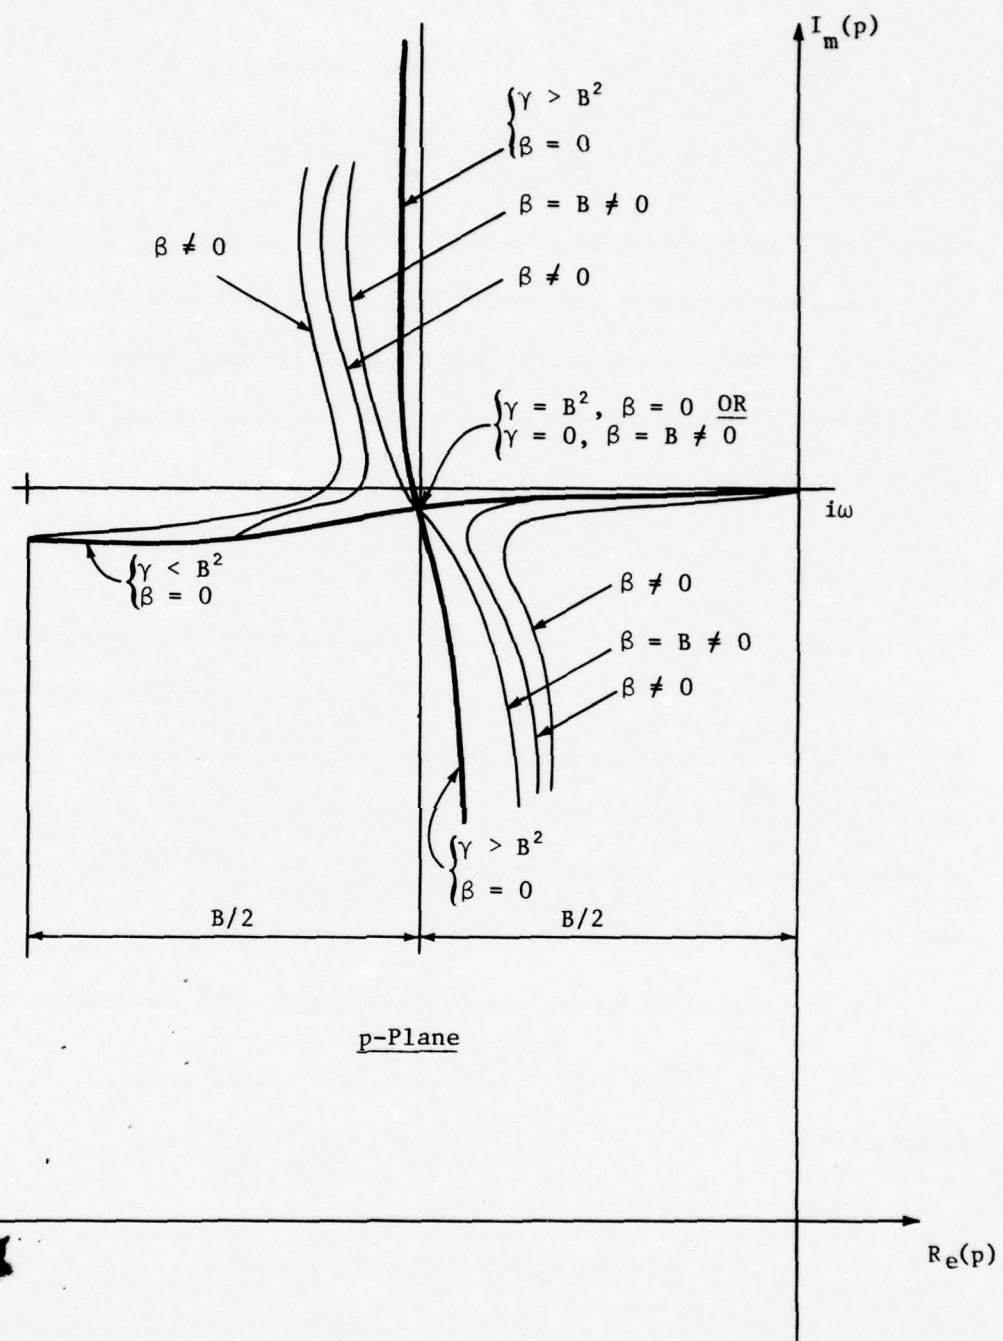 I_m(p)
{γ > B²
β = 0
β = B ≠ 0
β ≠ 0
β ≠ 0
{γ = B², β = 0 OR
γ = 0, β = B ≠ 0
iω
{γ < B²
β = 0
β ≠ 0
β = B ≠ 0
β ≠ 0
{γ > B²
β = 0
B/2 B/2
p-Plane
R_e(p)